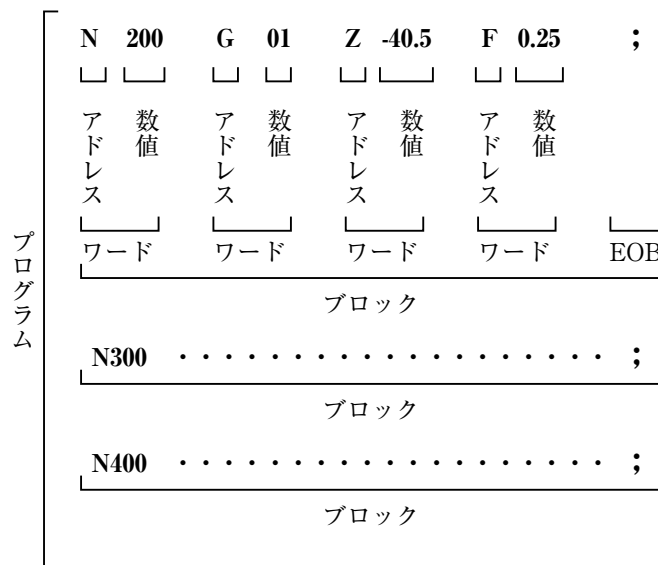 N 200 G 01 Z -40.5 F 0.25 ;
アドレス 数値 アドレス 数値 アドレス 数値 アドレス 数値
ワード ワード ワード ワード EOB
ブロック
プログラム
N300 ・・・・・・・・・・・・・・・・・・・ ;
ブロック
N400 ・・・・・・・・・・・・・・・・・・・ ;
ブロック